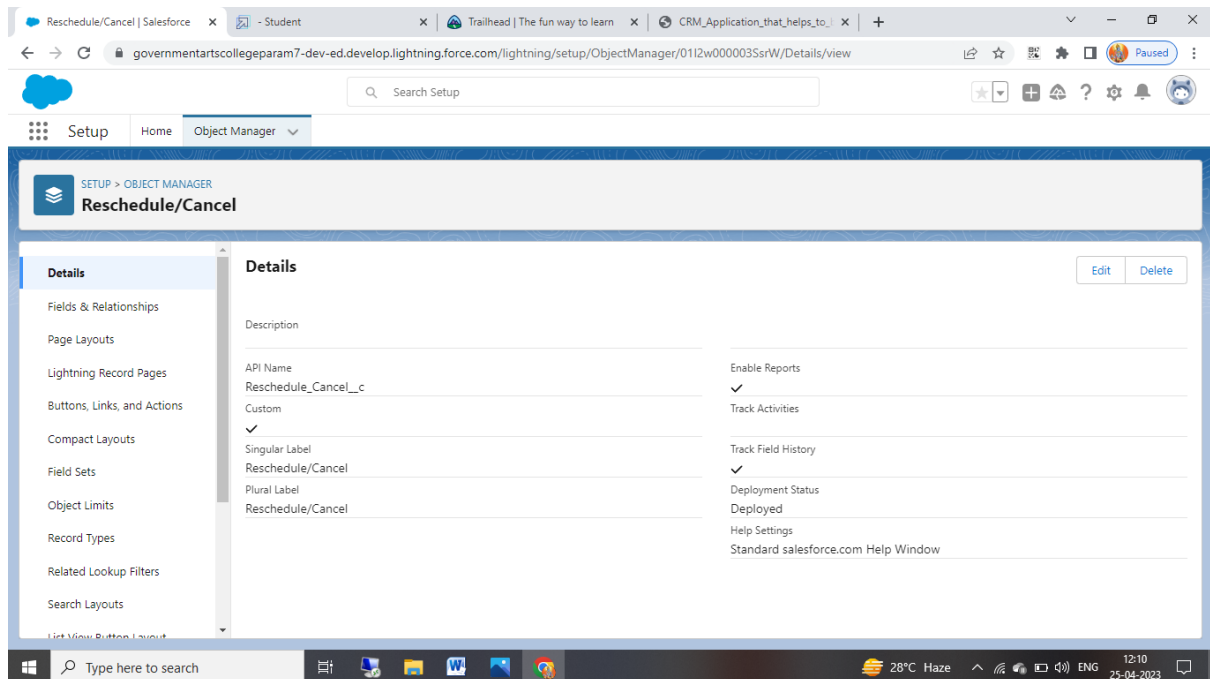 Reschedule/Cancel | Salesforce
- Student
Trailhead | The fun way to learn
CRM_Application_that_helps_to_
governmentartscollegeparam7-dev-ed.develop.lightning.force.com/lightning/setup/ObjectManager/01I2w000003SsrW/Details/view
Paused
Search Setup
Setup
Home
Object Manager
SETUP > OBJECT MANAGER
Reschedule/Cancel
Details
Fields & Relationships
Page Layouts
Lightning Record Pages
Buttons, Links, and Actions
Compact Layouts
Field Sets
Object Limits
Record Types
Related Lookup Filters
Search Layouts
List View Button Layout
Details
Edit
Delete
Description
API Name
Reschedule_Cancel__c
Custom
Singular Label
Reschedule/Cancel
Plural Label
Reschedule/Cancel
Enable Reports
Track Activities
Track Field History
Deployment Status
Deployed
Help Settings
Standard salesforce.com Help Window
Type here to search
28°C Haze
ENG
12:10
25-04-2023